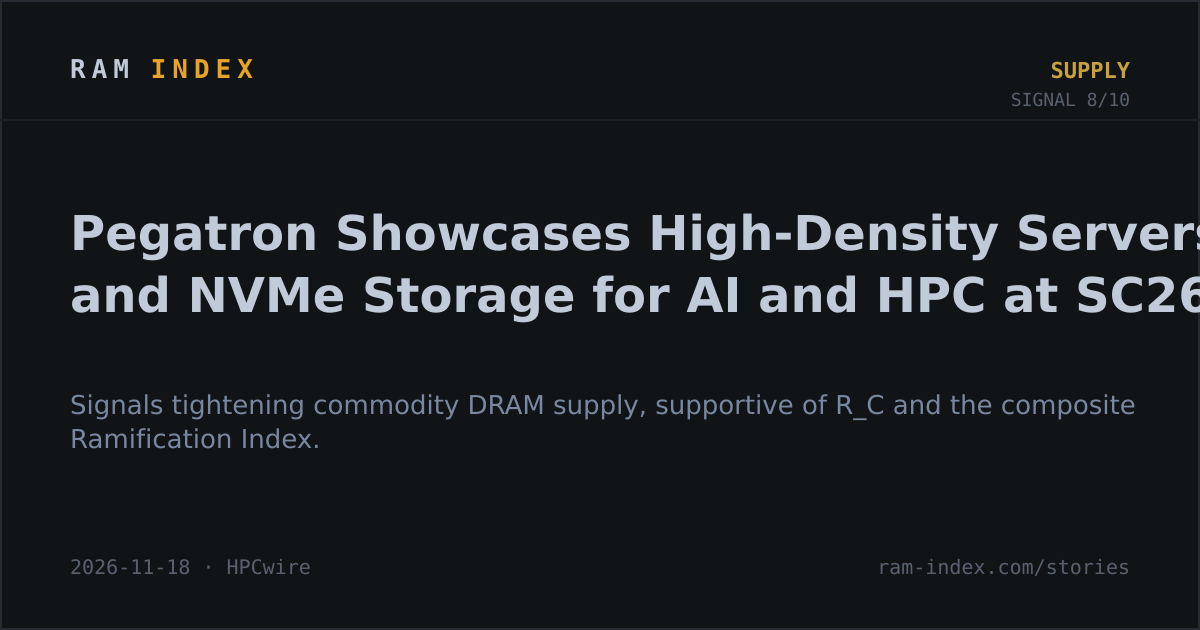 RAM INDEX
SUPPLY
SIGNAL 8/10
Pegatron Showcases High-Density Servers
and NVMe Storage for AI and HPC at SC26
Signals tightening commodity DRAM supply, supportive of R_C and the composite
Ramification Index.
2026-11-18 · HPCwire
ram-index.com/stories